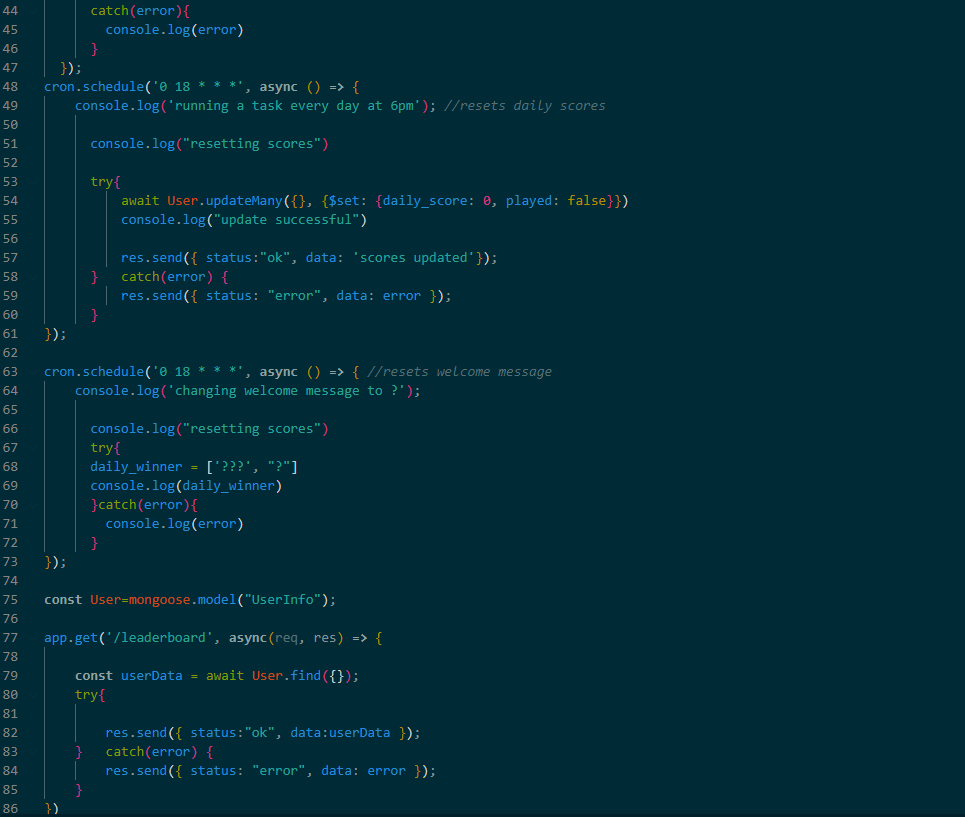 44 catch(error){
45 console.log(error)
46 }
47 });
48 cron.schedule('0 18 * * *', async () => {
49 console.log('running a task every day at 6pm'); //resets daily scores
50
51 console.log("resetting scores")
52
53 try{
54 await User.updateMany({}, {$set: {daily_score: 0, played: false}})
55 console.log("update successful")
56
57 res.send({ status:"ok", data: 'scores updated'});
58 } catch(error) {
59 res.send({ status: "error", data: error });
60 }
61 });
62
63 cron.schedule('0 18 * * *', async () => { //resets welcome message
64 console.log('changing welcome message to ?');
65
66 console.log("resetting scores")
67 try{
68 daily_winner = ['???', "?"]
69 console.log(daily_winner)
70 }catch(error){
71 console.log(error)
72 }
73 });
74
75 const User=mongoose.model("UserInfo");
76
77 app.get('/leaderboard', async(req, res) => {
78
79 const userData = await User.find({});
80 try{
81
82 res.send({ status:"ok", data:userData });
83 } catch(error) {
84 res.send({ status: "error", data: error });
85 }
86 })